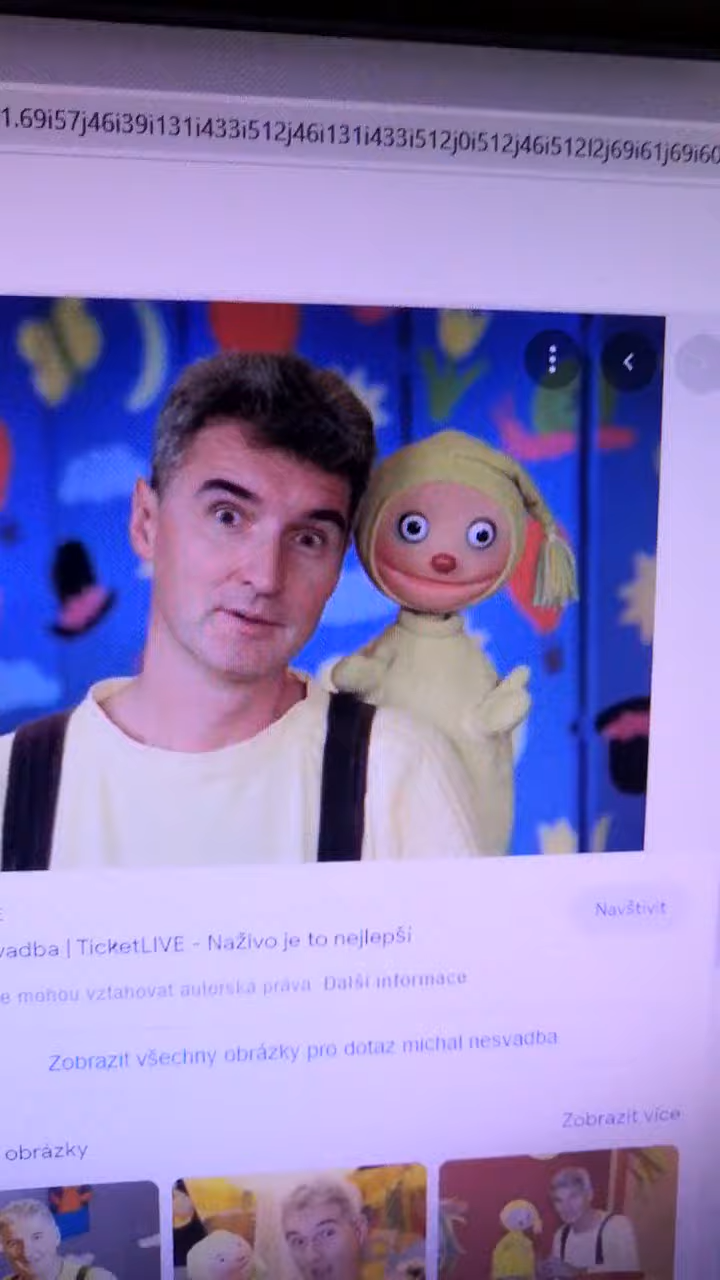 1.69i57j46i39i131i433i512j46i131i433i512j0i512j46i512l2j69i61j69i60
Navštívit
vadba | TicketLIVE - Naživo je to nejlepší
e mohou vztahovat autorská práva. Další informace
Zobrazit všechny obrázky pro dotaz michal nesvadba
Zobrazit více
obrázky